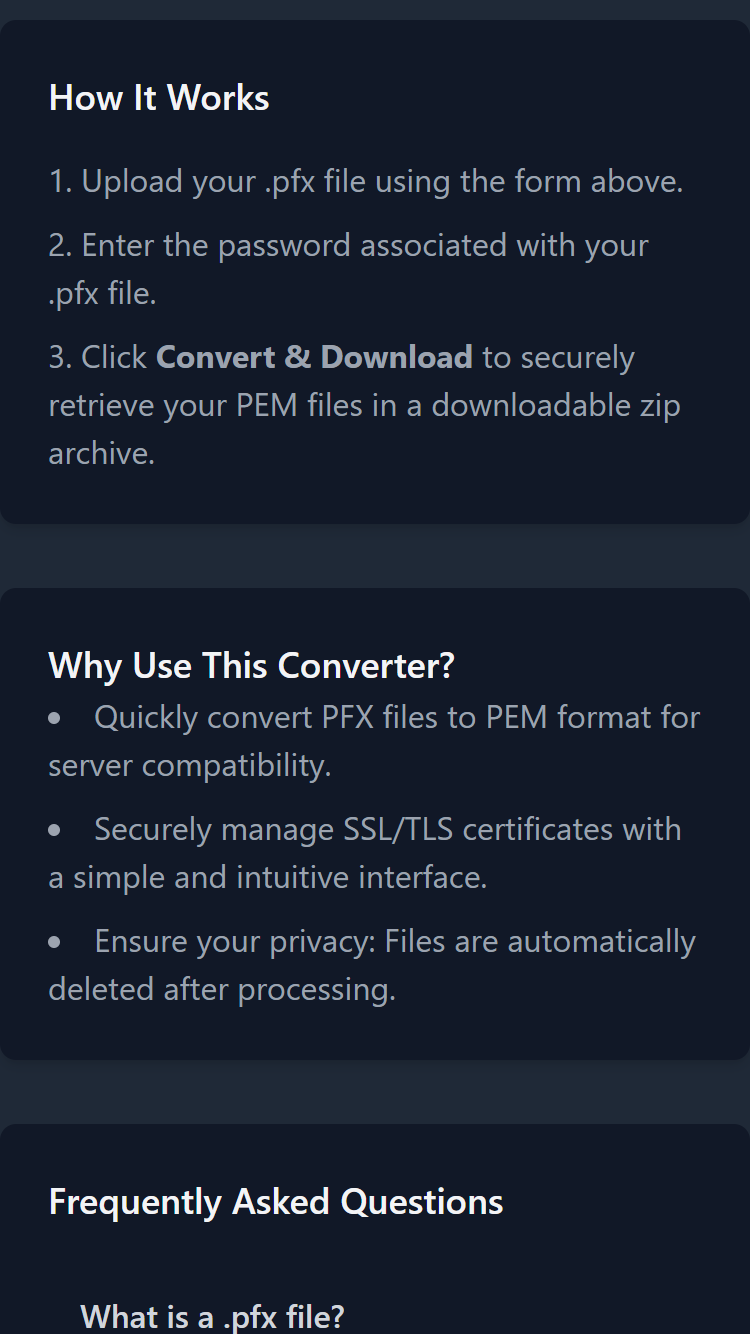 How It Works
1. Upload your .pfx file using the form above.
2. Enter the password associated with your
.pfx file.
3. Click Convert & Download to securely
retrieve your PEM files in a downloadable zip
archive.
Why Use This Converter?
• Quickly convert PFX files to PEM format for
server compatibility.
• Securely manage SSL/TLS certificates with
a simple and intuitive interface.
• Ensure your privacy: Files are automatically
deleted after processing.
Frequently Asked Questions
What is a .pfx file?